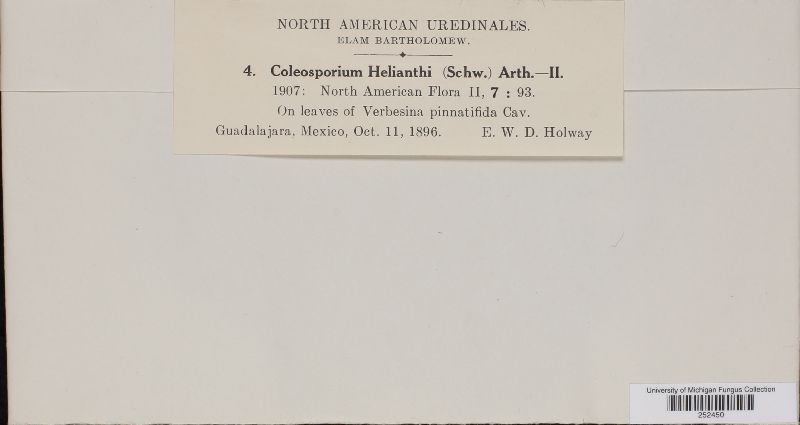 NORTH AMERICAN UREDINALES.
ELAM BARTHOLOMEW.
4. Coleosporium Helianthi (Schw.) Arth.—II.
1907: North American Flora II, 7 : 93.
On leaves of Verbesina pinnatifida Cav.
Guadalajara, Mexico, Oct. 11, 1896. E. W. D. Holway
University of Michigan Fungus Collection
252450